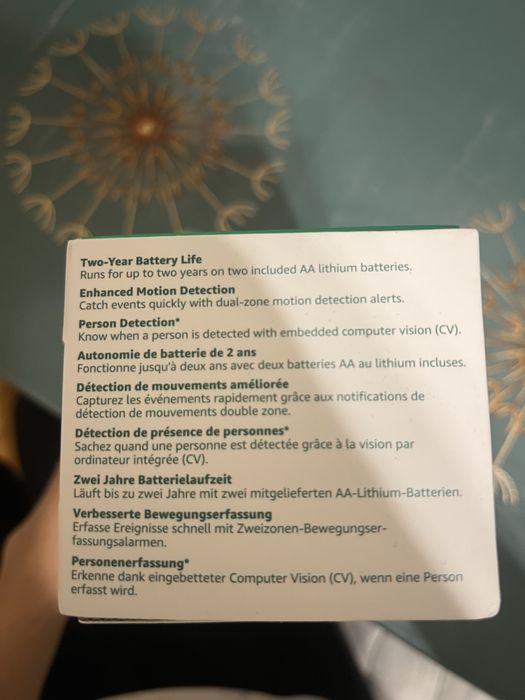 Two-Year Battery Life
Runs for up to two years on two included AA lithium batteries.
Enhanced Motion Detection
Catch events quickly with dual-zone motion detection alerts.
Person Detection*
Know when a person is detected with embedded computer vision (CV).
Autonomie de batterie de 2 ans
Fonctionne jusqu'à deux ans avec deux batteries AA au lithium incluses.
Détection de mouvements améliorée
Capturez les événements rapidement grâce aux notifications de
détection de mouvements double zone.
Détection de présence de personnes*
Sachez quand une personne est détectée grâce à la vision par
ordinateur intégrée (CV).
Zwei Jahre Batterielaufzeit
Läuft bis zu zwei Jahre mit zwei mitgelieferten AA-Lithium-Batterien.
Verbesserte Bewegungserfassung
Erfasse Ereignisse schnell mit Zweizonen-Bewegungser-
fassungsalarmen.
Personenerfassung*
Erkenne dank eingebetteter Computer Vision (CV), wenn eine Person
erfasst wird.